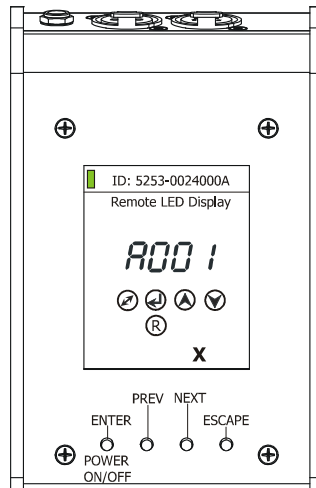 ID: 5253-0024000A
Remote LED Display
A001
R
X
PREV NEXT
ENTER ESCAPE
POWER
ON/OFF